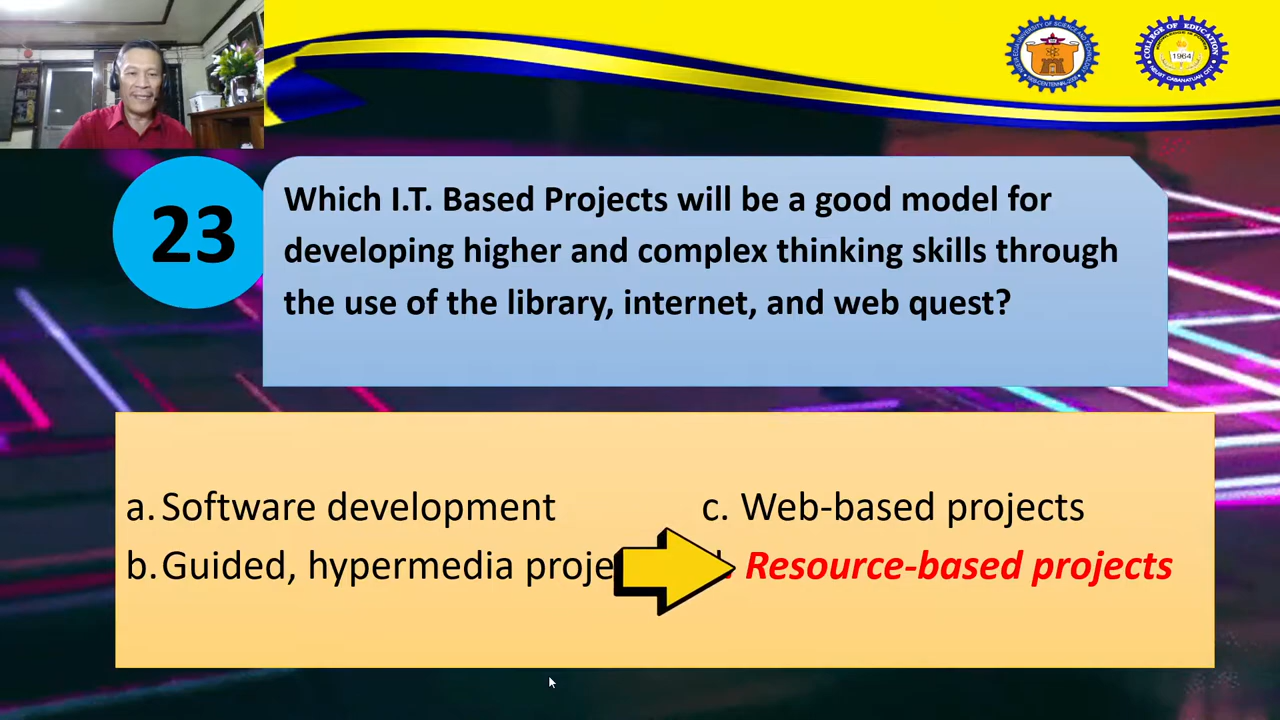 1964
23
Which I.T. Based Projects will be a good model for
developing higher and complex thinking skills through
the use of the library, internet, and web quest?
a. Software development
c. Web-based projects
b. Guided, hypermedia proje
Resource-based projects